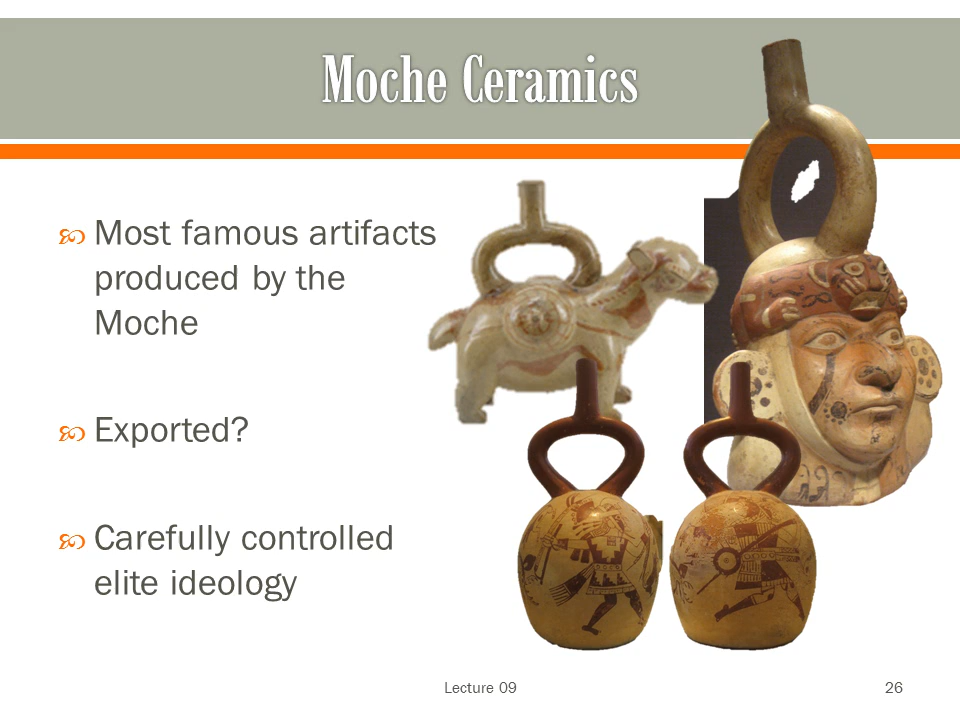 Moche Ceramics
Most famous artifacts
produced by the
Moche
Exported?
Carefully controlled
elite ideology
Lecture 09
26